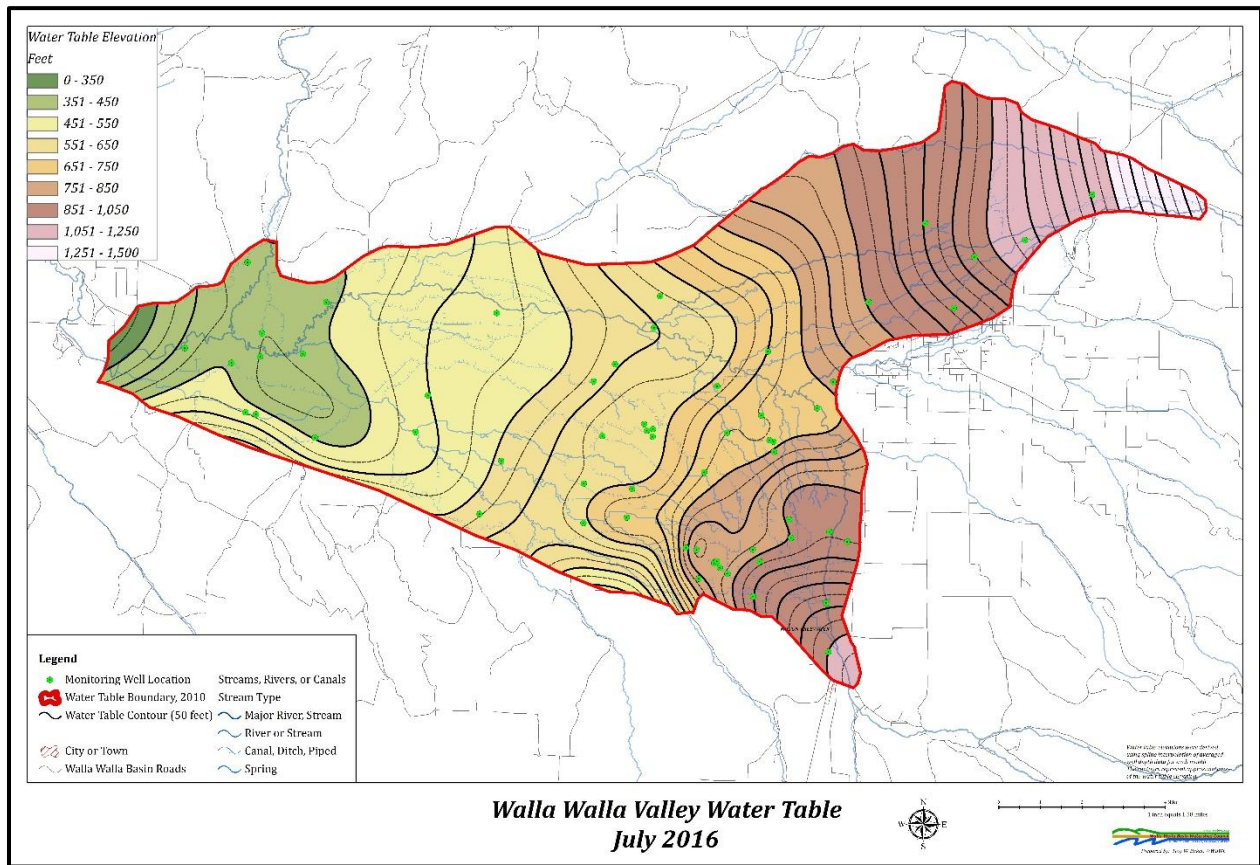 Water Table Elevation
Feet
0 - 350
351 - 450
451 - 550
551 - 650
651 - 750
751 - 850
851 - 1,050
1,051 - 1,250
1,251 - 1,500
Legend
Monitoring Well Location
Water Table Boundary, 2010
Water Table Contour (50 feet)
City or Town
Walla Walla Basin Roads
Streams, Rivers, or Canals
Stream Type
Major River, Stream
River or Stream
Canal, Ditch, Piped
Spring
Walla Walla Valley Water Table
July 2016
N
W
E
S